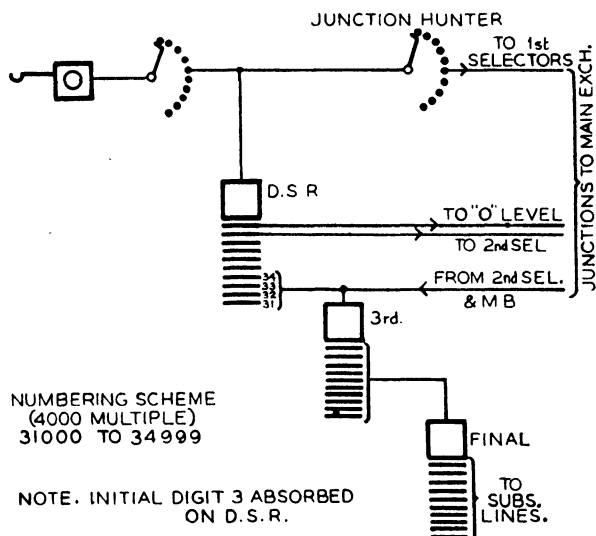 JUNCTION HUNTER
TO 1st
SELECTORS
JUNCTIONS TO MAIN EXCH.
D.S R
TO "O" LEVEL
TO 2nd SEL
34
33
32
31
FROM 2nd SEL.
& M B
3rd.
NUMBERING SCHEME
(4000 MULTIPLE)
31000 TO 34999
FINAL
TO
SUBS.
LINES.
NOTE. INITIAL DIGIT 3 ABSORBED
ON D.S.R.